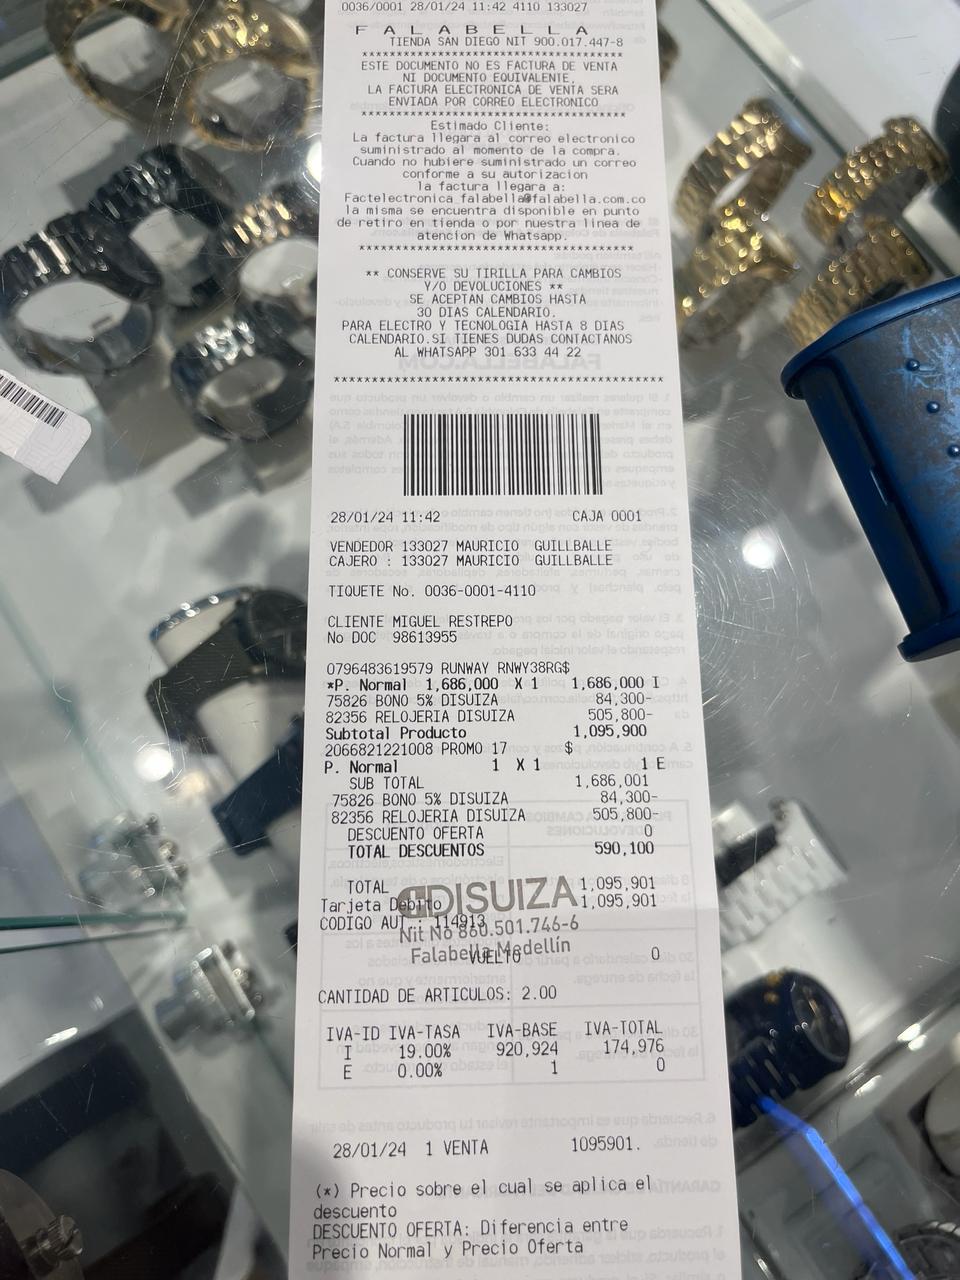 0036/0001 28/01/24 11:42 4110 133027
FALABELLA
TIENDA SAN DIEGO NIT 900.017.447-8
***********************************
ESTE DOCUMENTO NO ES FACTURA DE VENTA
NI DOCUMENTO EQUIVALENTE,
LA FACTURA ELECTRONICA DE VENTA SERA
ENVIADA POR CORREO ELECTRONICO
***********************************
Estimado Cliente:
La factura llegara al correo electronico
suministrado al momento de la compra.
Cuando no hubiere suministrado un correo
conforme a su autorizacion
la factura llegara a:
Factelectronica_falabella@falabella.com.co
la misma se encuentra disponible en punto
de retiro en tienda o por nuestra linea de
atencion de Whatsapp.
***********************************
** CONSERVE SU TIRILLA PARA CAMBIOS
Y/O DEVOLUCIONES **
SE ACEPTAN CAMBIOS HASTA
30 DIAS CALENDARIO.
PARA ELECTRO Y TECNOLOGIA HASTA 8 DIAS
CALENDARIO.SI TIENES DUDAS CONTACTANOS
AL WHATSAPP 301 633 44 22
***************************************
28/01/24 11:42 CAJA 0001
VENDEDOR 133027 MAURICIO GUILLBALLE
CAJERO : 133027 MAURICIO GUILLBALLE
TIQUETE No. 0036-0001-4110
CLIENTE MIGUEL RESTREPO
No DOC 98613955
0796483619579 RUNWAY RNWY38RG$
*P. Normal 1,686,000 X 1 1,686,000 I
75826 BONO 5% DISUIZA 84,300-
82356 RELOJERIA DISUIZA 505,800-
Subtotal Producto 1,095,900
2066821221008 PROMO 17 $
P. Normal 1 X 1 1 E
SUB TOTAL 1,686,001
75826 BONO 5% DISUIZA 84,300-
82356 RELOJERIA DISUIZA 505,800-
DESCUENTO OFERTA 0
TOTAL DESCUENTOS 590,100
TOTAL 1,095,901
Tarjeta Debito 1,095,901
DISUIZA
CODIGO AUT.: 114913
Nit No 860.501.746-6
Falabella Medellín
VUELTO 0
CANTIDAD DE ARTICULOS: 2.00
IVA-ID IVA-TASA IVA-BASE IVA-TOTAL
I 19.00% 920,924 174,976
E 0.00% 1 0
28/01/24 1 VENTA 1095901.
(*) Precio sobre el cual se aplica el
descuento
DESCUENTO OFERTA: Diferencia entre
Precio Normal y Precio Oferta